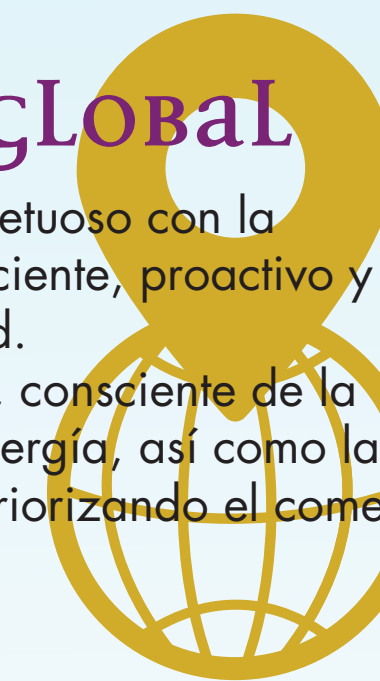 gLoBaL
etuoso con la
ciente, proactivo y
d.
, consciente de la
ergía, así como la
riorizando el come